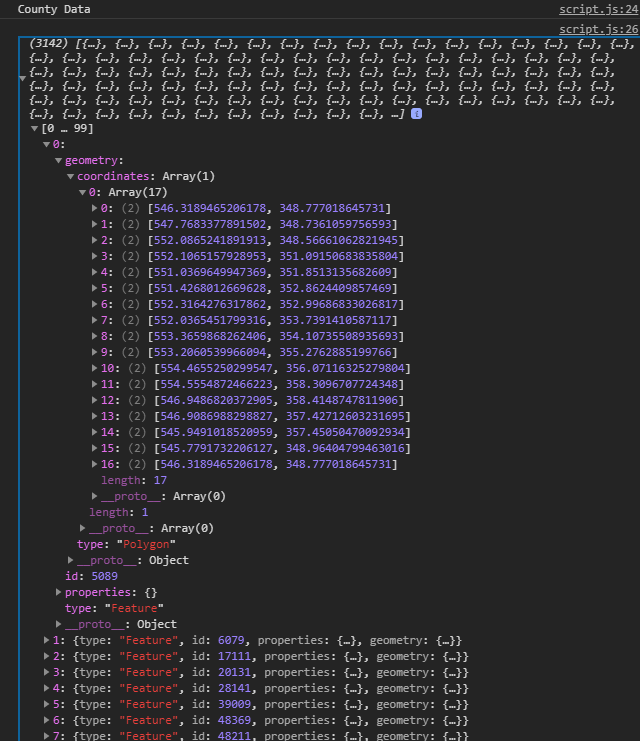 County Data
script.js:24
script.js:26
(3142) [{…}, {…}, {…}, {…}, {…}, {…}, {…}, {…}, {…}, {…}, {…}, {…}, {…}, {…}, {…}, {…}, {…},
{…}, {…}, {…}, {…}, {…}, {…}, {…}, {…}, {…}, {…}, {…}, {…}, {…}, {…}, {…}, {…}, {…}, {…},
{…}, {…}, {…}, {…}, {…}, {…}, {…}, {…}, {…}, {…}, {…}, {…}, {…}, {…}, {…}, {…}, {…}, {…},
{…}, {…}, {…}, {…}, {…}, {…}, {…}, {…}, {…}, {…}, {…}, {…}, {…}, {…}, {…}, {…}, {…}, {…},
{…}, {…}, {…}, {…}, {…}, {…}, {…}, {…}, {…}, {…}, {…}, {…}, {…}, {…}, {…}, {…}, {…}, {…},
{…}, {…}, {…}, {…}, {…}, {…}, {…}, {…}, {…}, {…}, {…}, …] i
[0 … 99]
0:
geometry:
coordinates: Array(1)
0: Array(17)
0: (2) [546.3189465206178, 348.777018645731]
1: (2) [547.7683377891502, 348.7361059756593]
2: (2) [552.0865241891913, 348.56661062821945]
3: (2) [552.1065157928953, 351.09150683835804]
4: (2) [551.0369649947369, 351.8513135682609]
5: (2) [551.4268012669628, 352.8624409857469]
6: (2) [552.3164276317862, 352.99686833026817]
7: (2) [552.0365451799316, 353.7391410587117]
8: (2) [553.3659868262406, 354.10735508935693]
9: (2) [553.2060539966094, 355.2762885199766]
10: (2) [554.4655250299547, 356.07116325279804]
11: (2) [554.5554872466223, 358.3096707724348]
12: (2) [546.9486820372905, 358.4148747811906]
13: (2) [546.9086988298827, 357.42712603231695]
14: (2) [545.9491018520959, 357.45050470092934]
15: (2) [545.7791732206127, 348.96404799463016]
16: (2) [546.3189465206178, 348.777018645731]
length: 17
__proto__: Array(0)
length: 1
__proto__: Array(0)
type: "Polygon"
__proto__: Object
id: 5089
properties: {}
type: "Feature"
__proto__: Object
1: {type: "Feature", id: 6079, properties: {…}, geometry: {…}}
2: {type: "Feature", id: 17111, properties: {…}, geometry: {…}}
3: {type: "Feature", id: 20131, properties: {…}, geometry: {…}}
4: {type: "Feature", id: 28141, properties: {…}, geometry: {…}}
5: {type: "Feature", id: 39009, properties: {…}, geometry: {…}}
6: {type: "Feature", id: 48369, properties: {…}, geometry: {…}}
7: {type: "Feature", id: 48211, properties: {…}, geometry: {…}}